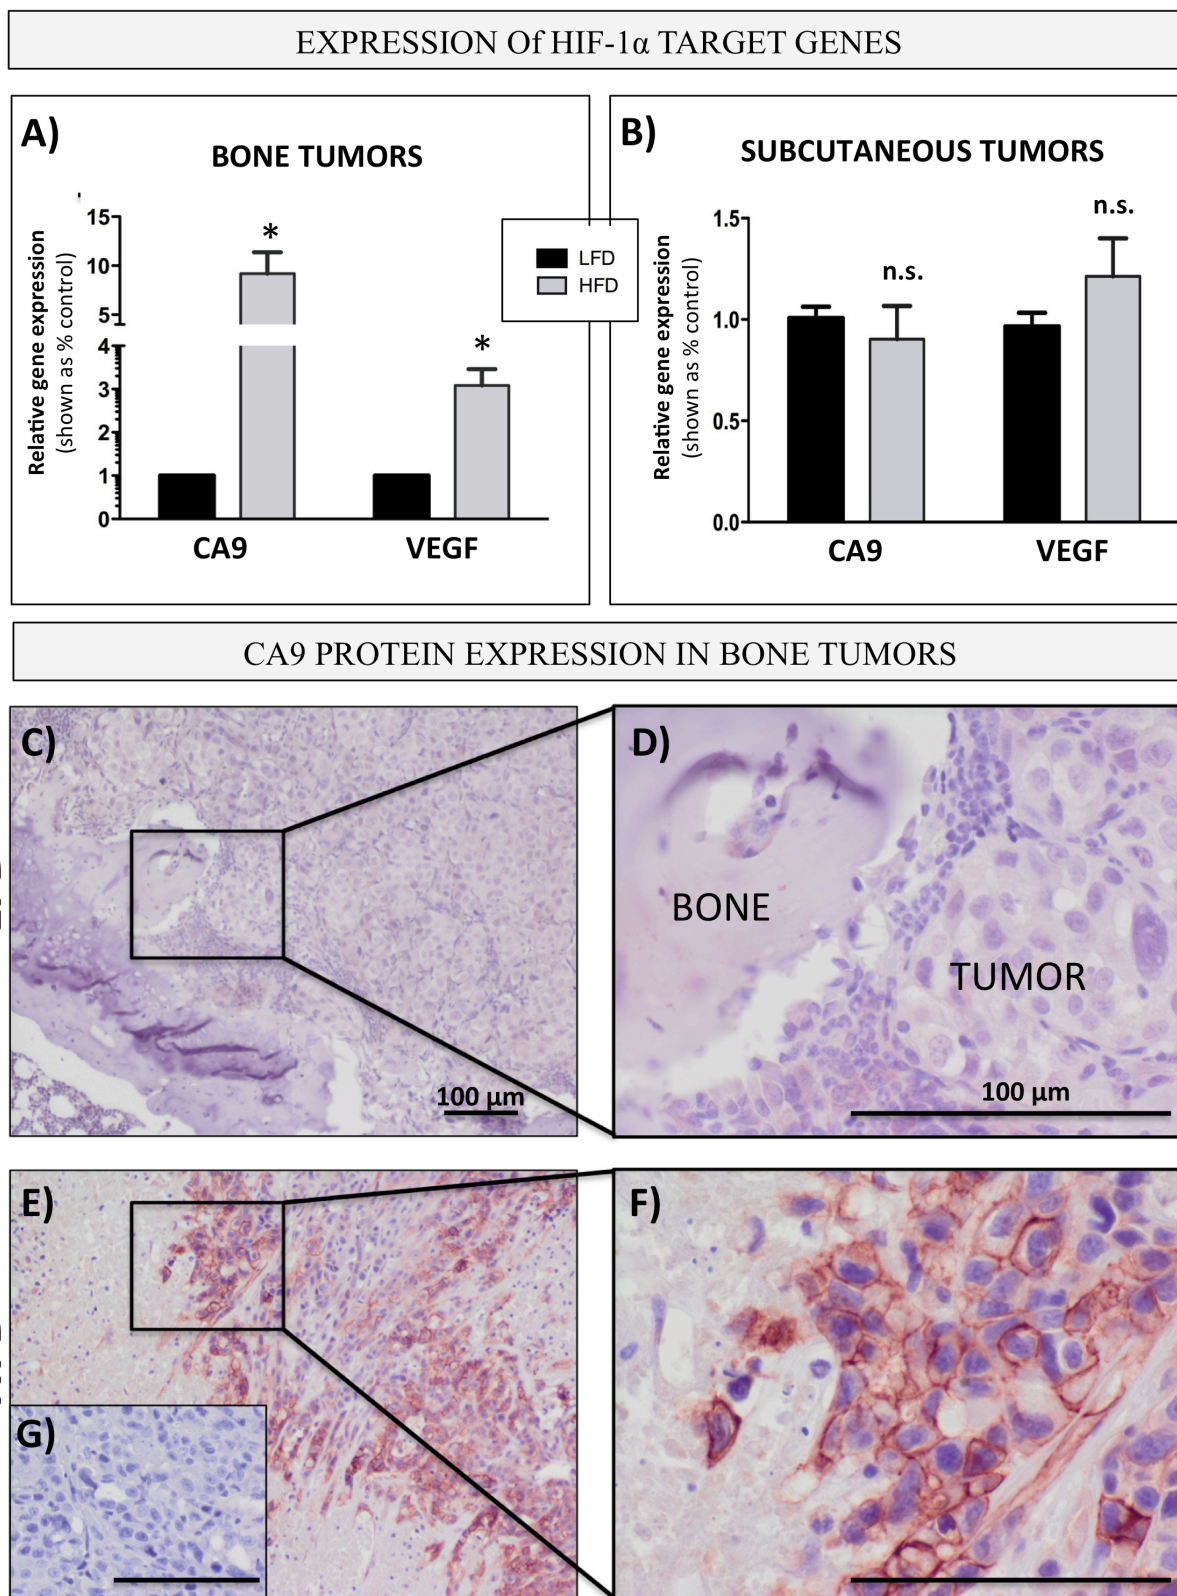 EXPRESSION Of HIF-1α TARGET GENES
A)
BONE TUMORS
Relative gene expression
(shown as % control)
15
10
5
4
3
2
1
0
*
*
CA9
VEGF
LFD
HFD
B)
SUBCUTANEOUS TUMORS
Relative gene expression
(shown as % control)
1.5
1.0
0.5
0.0
n.s.
n.s.
CA9
VEGF
CA9 PROTEIN EXPRESSION IN BONE TUMORS
C)
100 µm
D)
BONE
TUMOR
100 µm
E)
F)
G)